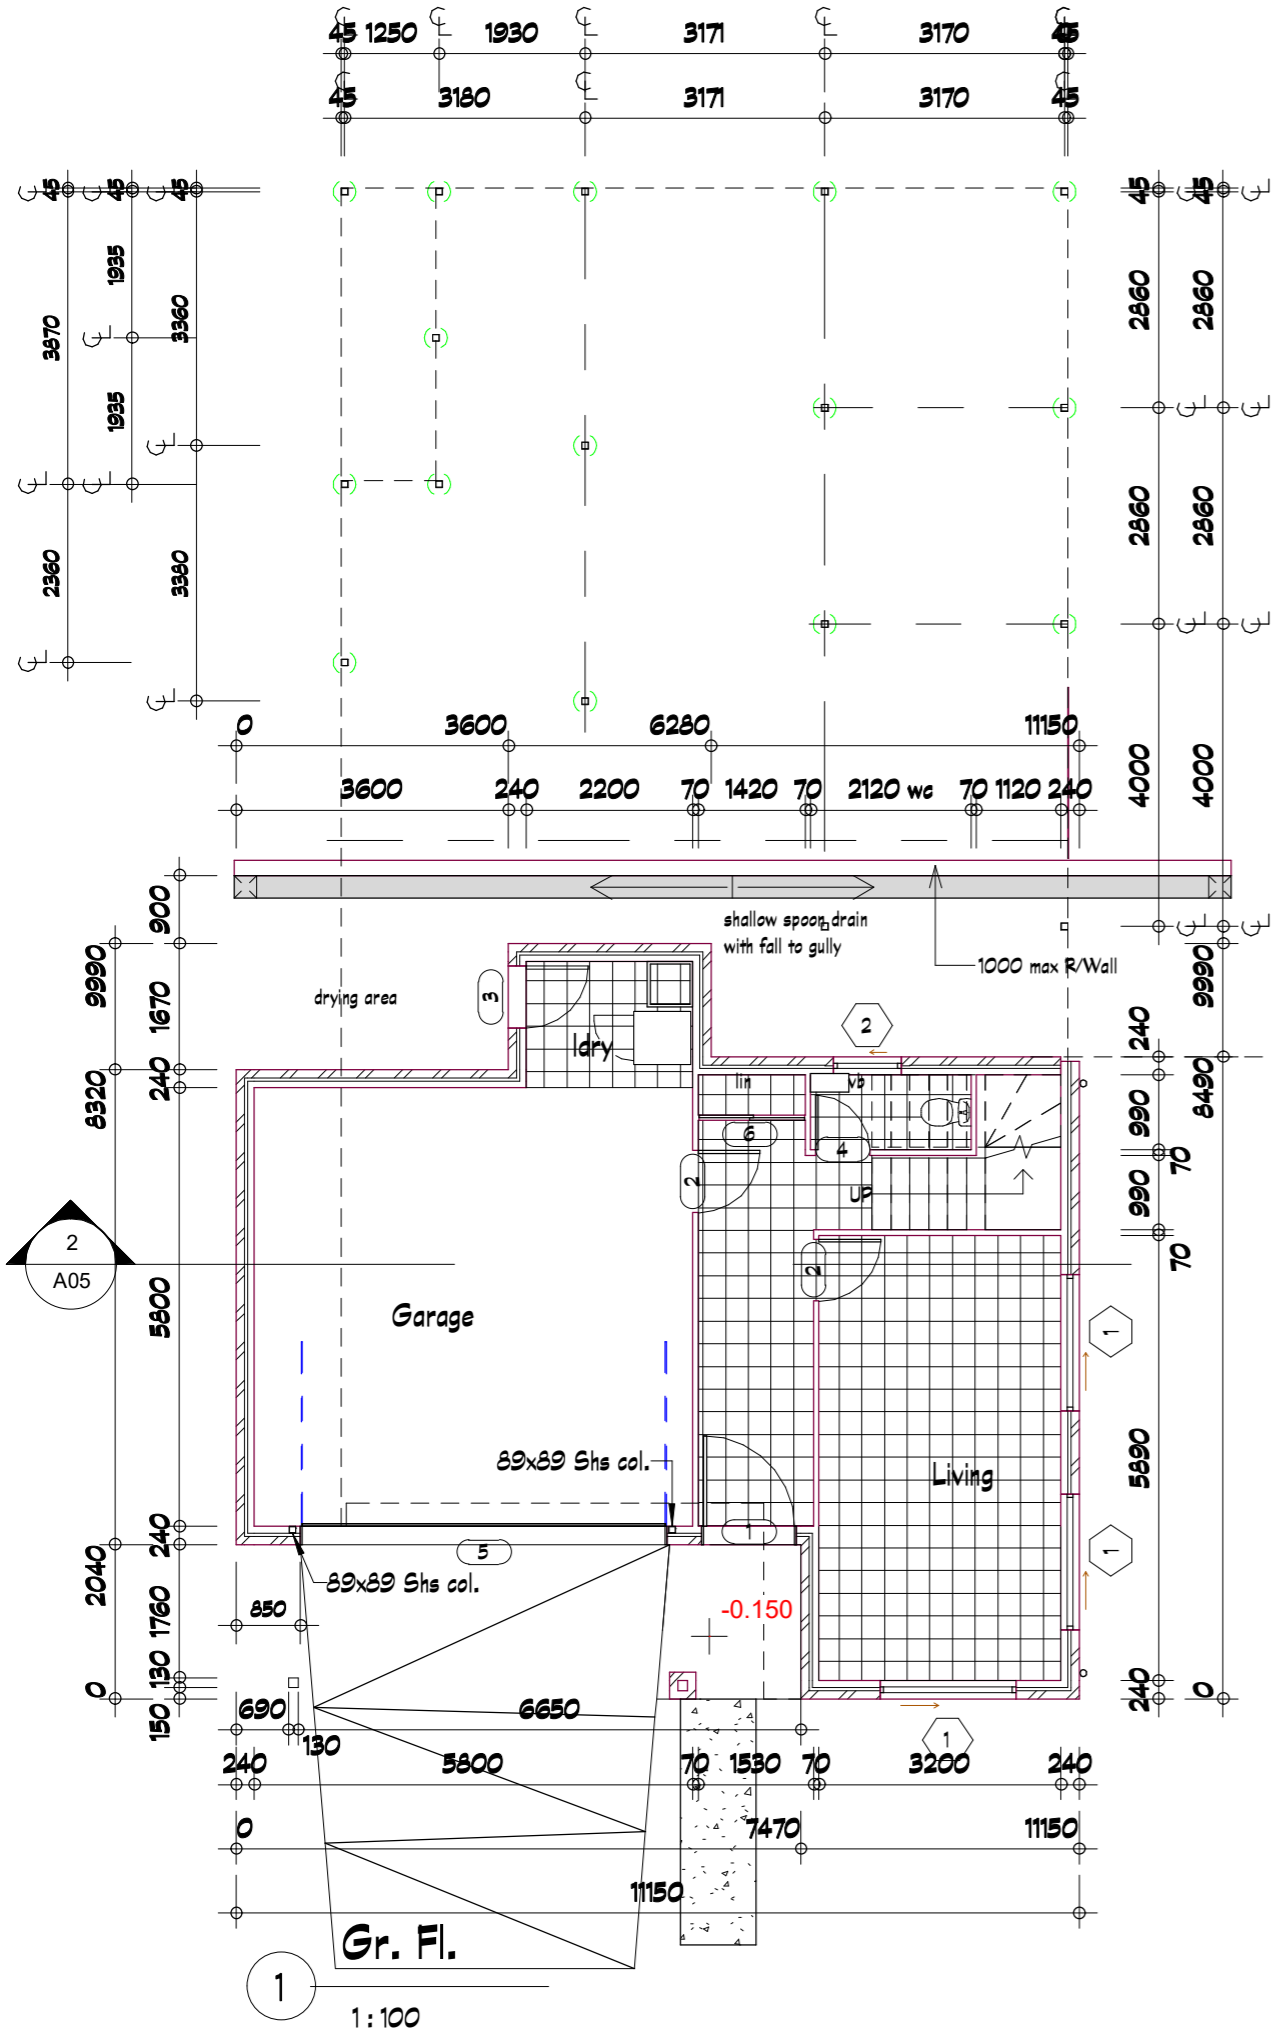 45 1250 1930 3171 3170 45
45 3180 3171 3170 45
45 45 45 45 45
1935 3360 3870 1935 2360 3380
2860 2860
2860 2860
4000 4000
0 3600 6280 11150
3600 240 2200 70 1420 70 2120 wc 70 1120 240
900
shallow spoon drain
with fall to gully
1000 max R/Wall
9990 1670 240 8320
drying area
3
ldry
2
9990 240 8490
lin
vb
6
4
2
UP
990 70 990 70
2
A05
2
5800
Garage
1
89x89 Shs col.
Living
5890
1
240 2040
5
1
89x89 Shs col.
-0.150
850
1760 130 0 150
240 0
690 6650
130
1
240 5800 70 1530 70 3200 240
0 7470 11150
11150
Gr. Fl.
1
1 : 100